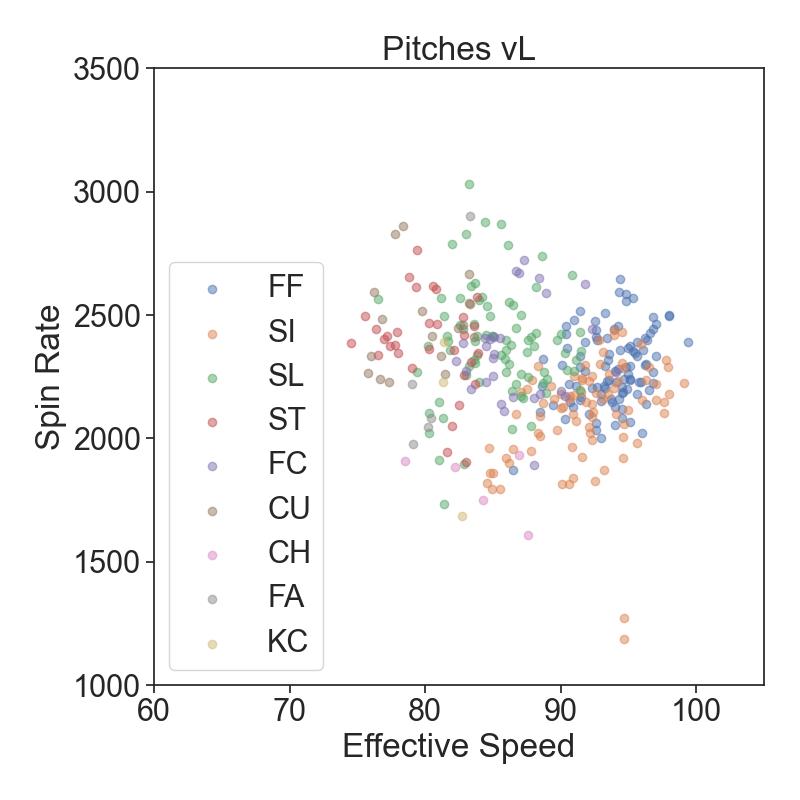 Pitches vL
3500
3000
2500
2000
1500
1000
Spin Rate
FF
SI
SL
ST
FC
CU
CH
FA
KC
60
70
80
90
100
Effective Speed